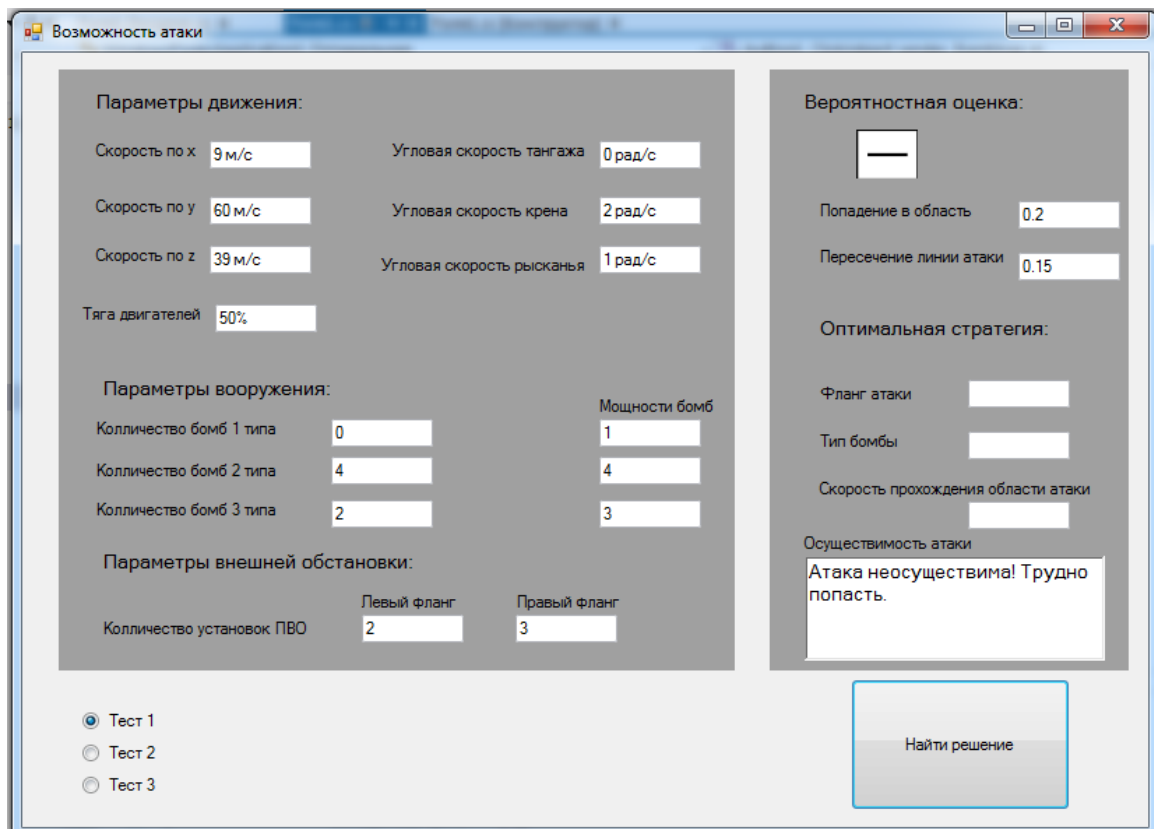 Возможность атаки
Параметры движения:
Скорость по x 9 м/с Угловая скорость тангажа 0 рад/с
Скорость по y 60 м/с Угловая скорость крена 2 рад/с
Скорость по z 39 м/с Угловая скорость рысканья 1 рад/с
Тяга двигателей 50%
Параметры вооружения:
Мощности бомб
Колличество бомб 1 типа 0 1
Колличество бомб 2 типа 4 4
Колличество бомб 3 типа 2 3
Параметры внешней обстановки:
Левый фланг Правый фланг
Колличество установок ПВО 2 3
Вероятностная оценка:
Попадение в область 0.2
Пересечение линии атаки 0.15
Оптимальная стратегия:
Фланг атаки
Тип бомбы
Скорость прохождения области атаки
Осуществимость атаки
Атака неосуществима! Трудно
попасть.
Тест 1
Тест 2
Тест 3
Найти решение